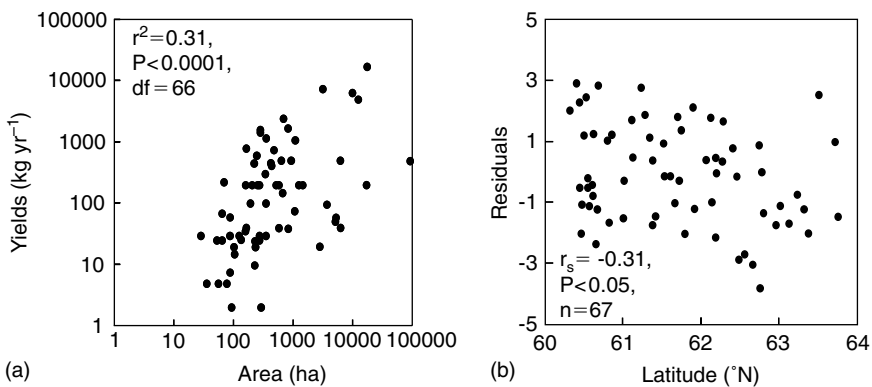 100000
10000
1000
100
10
1
Yields (kg yr⁻¹)
r²=0.31,
P<0.0001,
df=66
1 10 100 1000 10000 100000
Area (ha)
(a)
5
3
1
-1
-3
-5
Residuals
rₛ= -0.31,
P<0.05,
n=67
60 61 62 63 64
Latitude (°N)
(b)